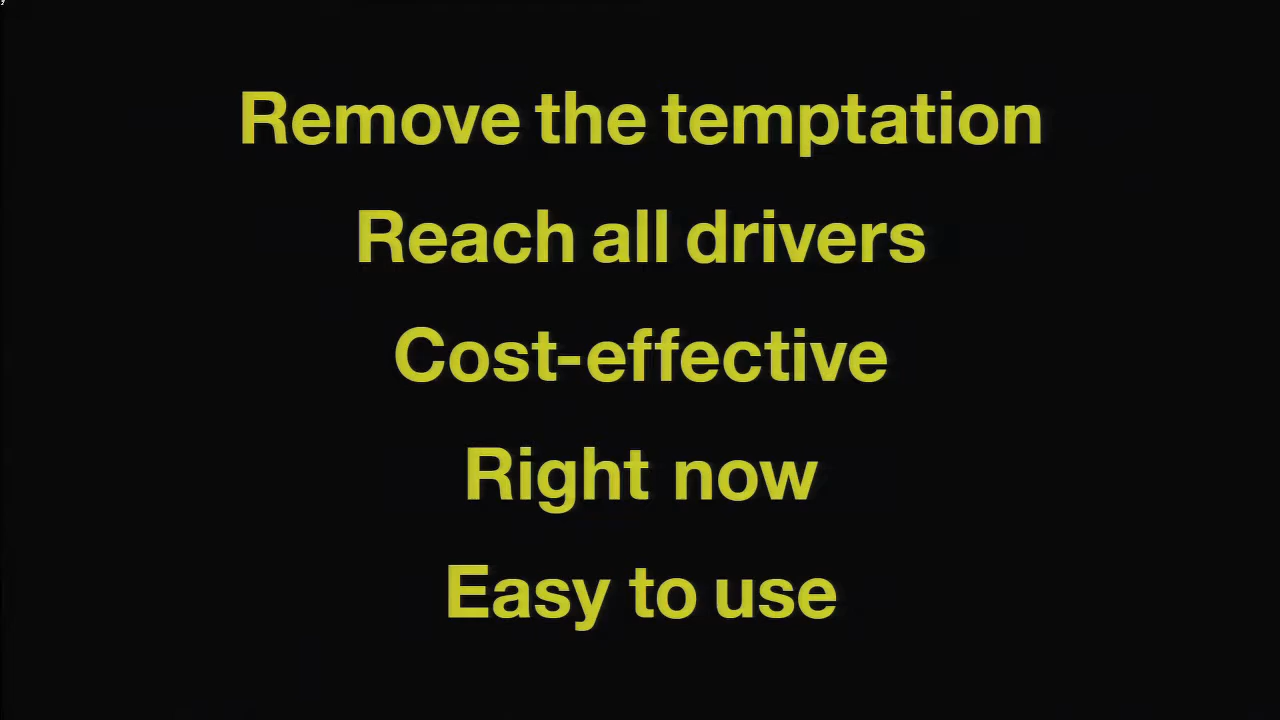 Remove the temptation
Reach all drivers
Cost-effective
Right now
Easy to use